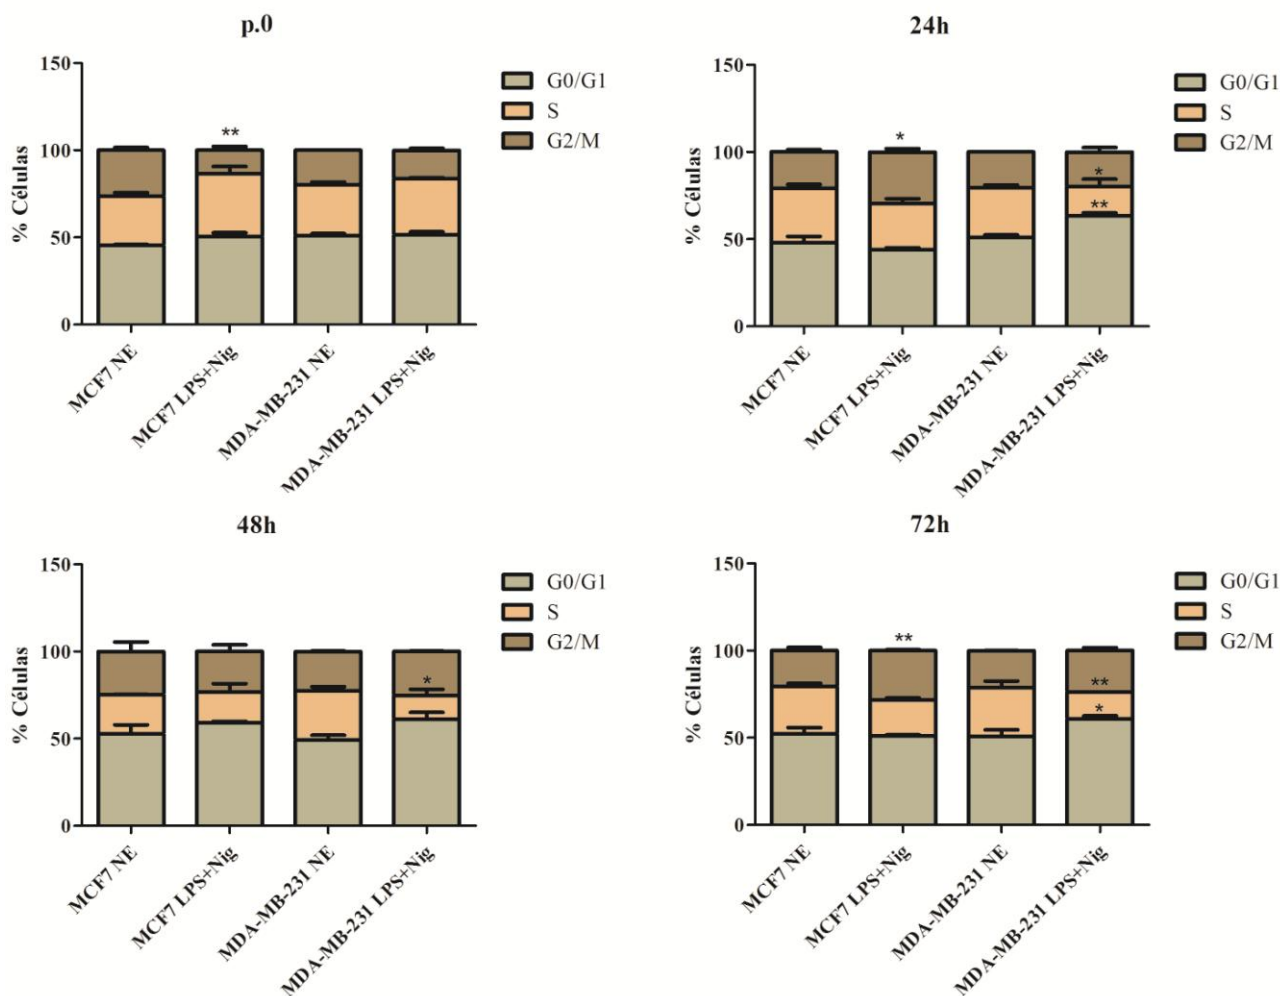 p.0
150
100
50
0
% Células
**
G0/G1
S
G2/M
MCF7 NE
MCF7 LPS+Nig
MDA-MB-231 NE
MDA-MB-231 LPS+Nig
24h
150
100
50
0
% Células
*
*
**
G0/G1
S
G2/M
MCF7 NE
MCF7 LPS+Nig
MDA-MB-231 NE
MDA-MB-231 LPS+Nig
48h
150
100
50
0
% Células
*
G0/G1
S
G2/M
MCF7 NE
MCF7 LPS+Nig
MDA-MB-231 NE
MDA-MB-231 LPS+Nig
72h
150
100
50
0
% Células
**
**
*
G0/G1
S
G2/M
MCF7 NE
MCF7 LPS+Nig
MDA-MB-231 NE
MDA-MB-231 LPS+Nig